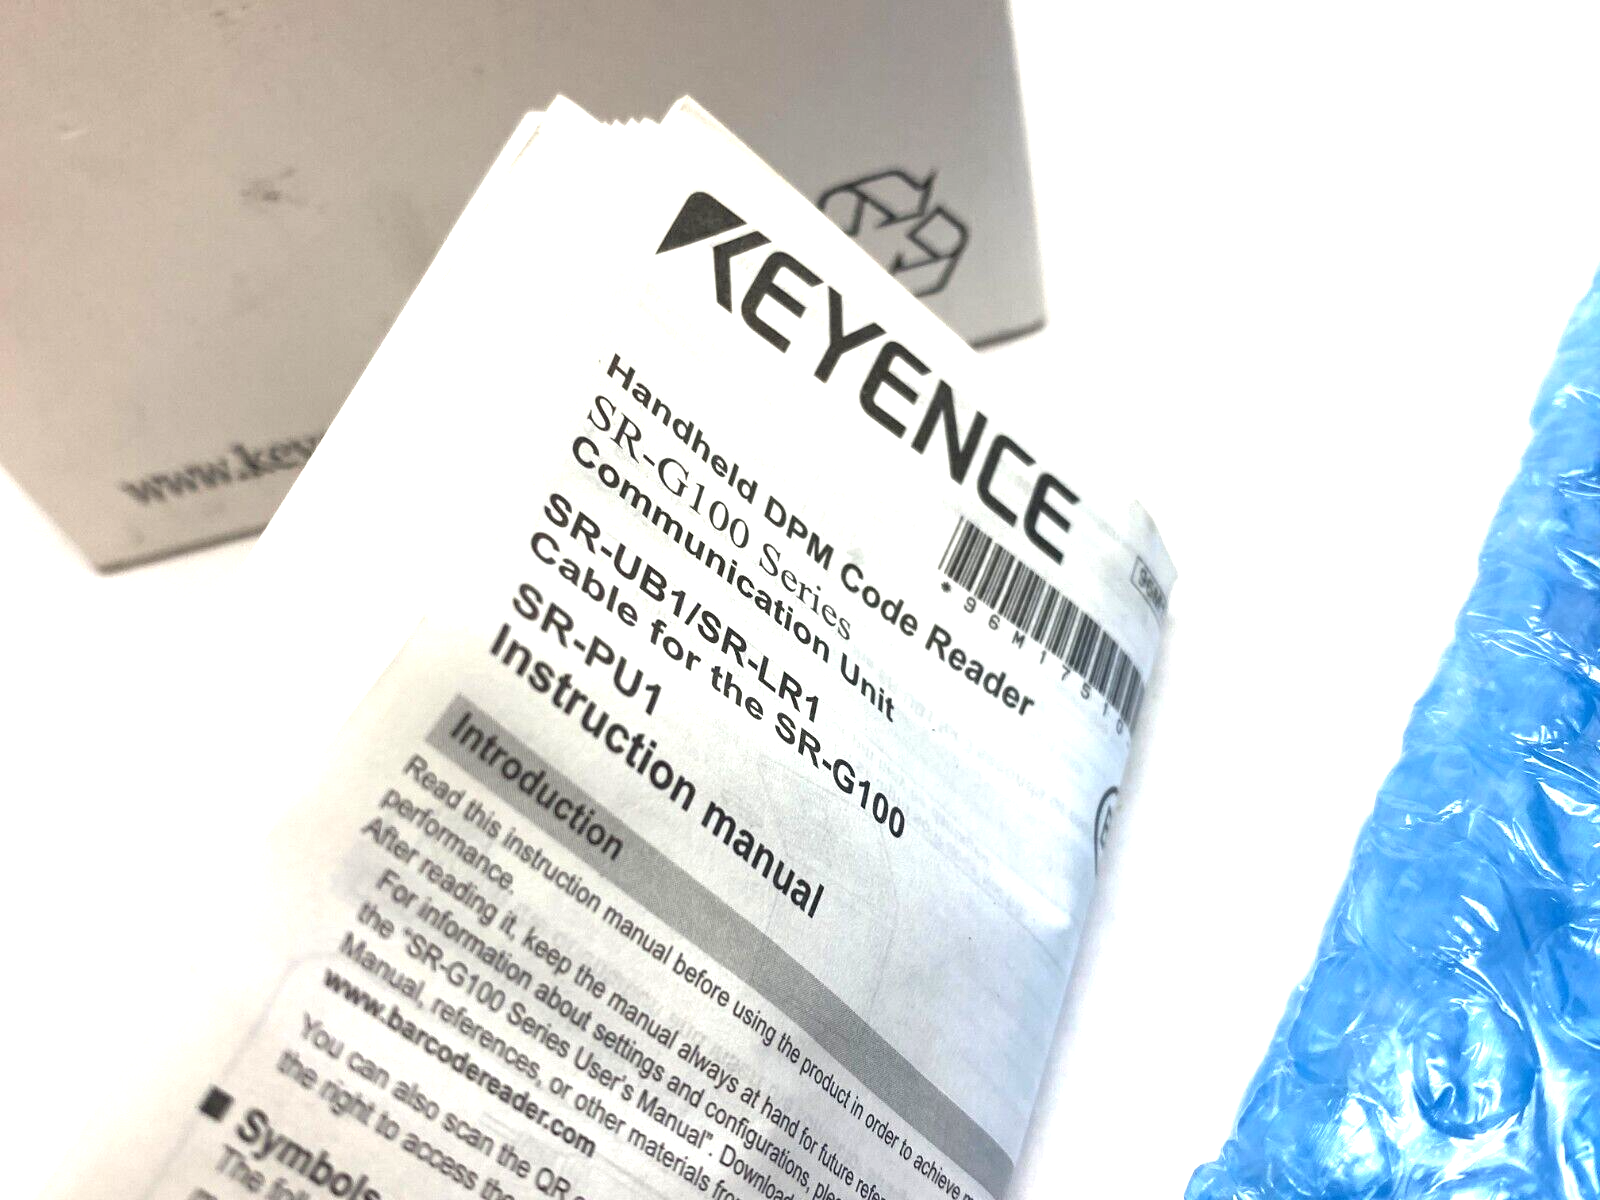 KEYENCE
Handheld DPM Code Reader
SR-G100 Series
Communication Unit
SR-UB1/SR-LR1
Cable for the SR-G100
SR-PU1
Instruction manual
*96M17510
Introduction
Read this instruction manual before using the product in order to achieve
performance.
After reading it, keep the manual always at hand for future
For information about settings and configurations,
the "SR-G100 Series User's Manual". Download
Manual, references, or other materials
www.barcodereader.com
You can also scan the QR
the right to access the
■ Symbols
The
www.key